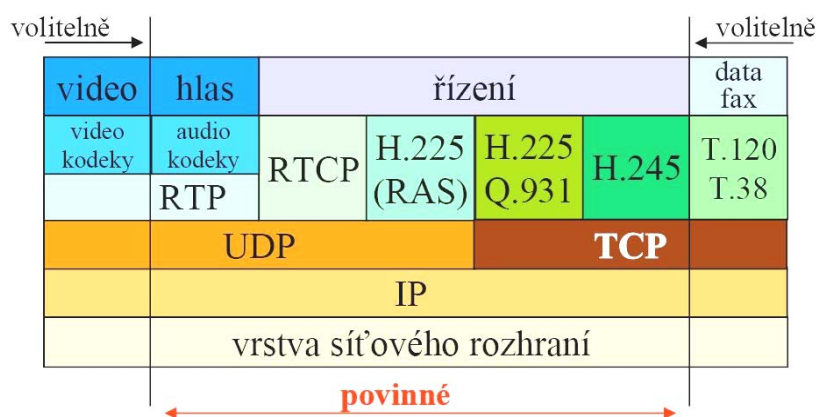 volitelně
volitelně
video
hlas
řízení
data
fax
video
kodeky
audio
kodeky
RTP
RTCP
H.225
(RAS)
H.225
Q.931
H.245
T.120
T.38
UDP
TCP
IP
vrstva síťového rozhraní
povinné